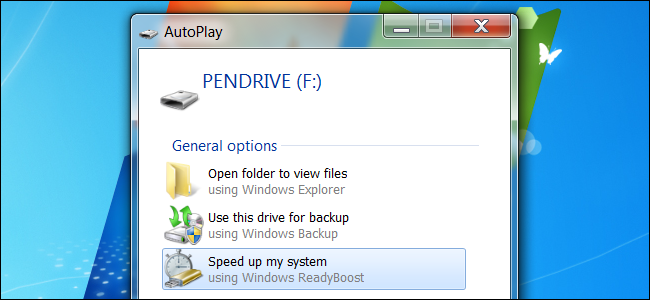 AutoPlay
PENDRIVE (F:)
General options
Open folder to view files
using Windows Explorer
Use this drive for backup
using Windows Backup
Speed up my system
using Windows ReadyBoost